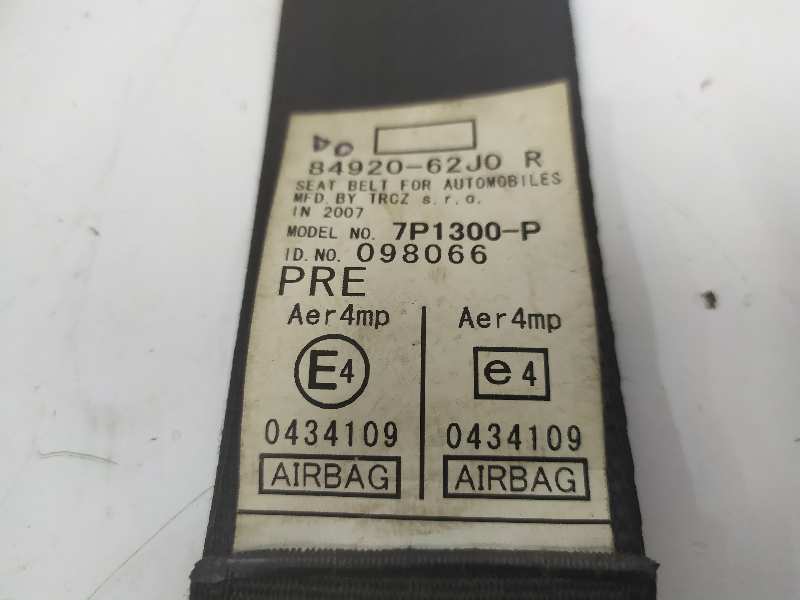 04
84920-62J0 R
SEAT BELT FOR AUTOMOBILES
MFD. BY TRCZ s.r.o.
IN 2007
MODEL NO. 7P1300-P
ID.NO. 098066
PRE
Aer4mp Aer4mp
E4 e4
0434109 0434109
AIRBAG AIRBAG